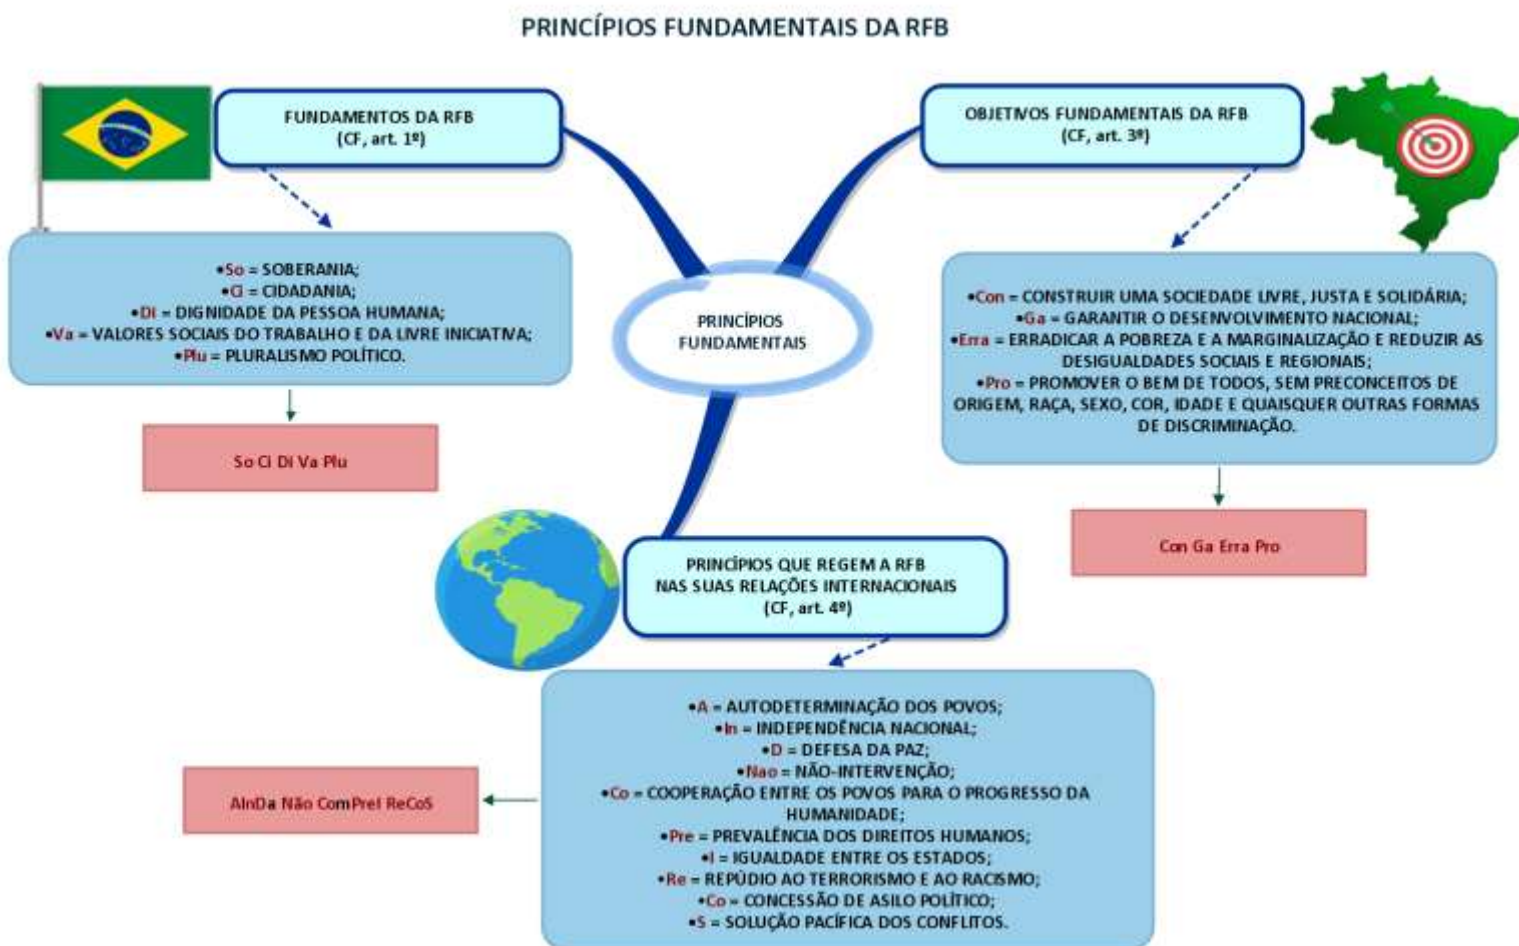 PRINCÍPIOS FUNDAMENTAIS DA RFB
FUNDAMENTOS DA RFB
(CF, art. 1º)
•So = SOBERANIA;
•Ci = CIDADANIA;
•Di = DIGNIDADE DA PESSOA HUMANA;
•Va = VALORES SOCIAIS DO TRABALHO E DA LIVRE INICIATIVA;
•Plu = PLURALISMO POLÍTICO.
So Ci Di Va Plu
OBJETIVOS FUNDAMENTAIS DA RFB
(CF, art. 3º)
•Con = CONSTRUIR UMA SOCIEDADE LIVRE, JUSTA E SOLIDÁRIA;
•Ga = GARANTIR O DESENVOLVIMENTO NACIONAL;
•Erra = ERRADICAR A POBREZA E A MARGINALIZAÇÃO E REDUZIR AS
DESIGUALDADES SOCIAIS E REGIONAIS;
•Pro = PROMOVER O BEM DE TODOS, SEM PRECONCEITOS DE
ORIGEM, RAÇA, SEXO, COR, IDADE E QUAISQUER OUTRAS FORMAS
DE DISCRIMINAÇÃO.
Con Ga Erra Pro
PRINCÍPIOS
FUNDAMENTAIS
PRINCÍPIOS QUE REGEM A RFB
NAS SUAS RELAÇÕES INTERNACIONAIS
(CF, art. 4º)
•A = AUTODETERMINAÇÃO DOS POVOS;
•In = INDEPENDÊNCIA NACIONAL;
•D = DEFESA DA PAZ;
•Nao = NÃO-INTERVENÇÃO;
•Co = COOPERAÇÃO ENTRE OS POVOS PARA O PROGRESSO DA
HUMANIDADE;
•Pre = PREVALÊNCIA DOS DIREITOS HUMANOS;
•I = IGUALDADE ENTRE OS ESTADOS;
•Re = REPÚDIO AO TERRORISMO E AO RACISMO;
•Co = CONCESSÃO DE ASILO POLÍTICO;
•S = SOLUÇÃO PACÍFICA DOS CONFLITOS.
AInDa Não ComPreI ReCoS